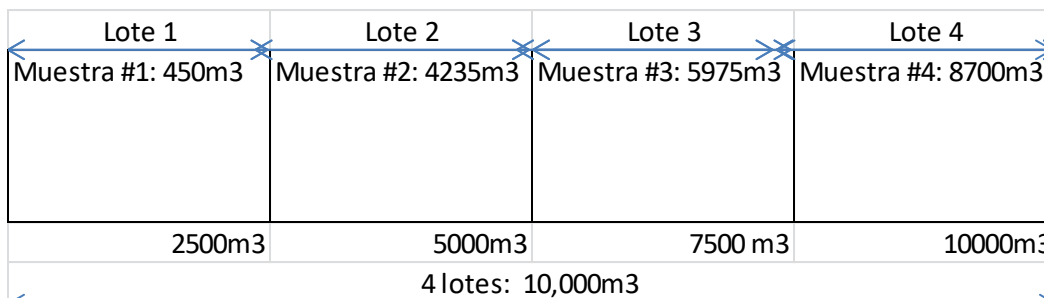 Lote 1 Lote 2 Lote 3 Lote 4
Muestra #1: 450m3 Muestra #2: 4235m3 Muestra #3: 5975m3 Muestra #4: 8700m3
2500m3 5000m3 7500 m3 10000m3
4 lotes: 10,000m3